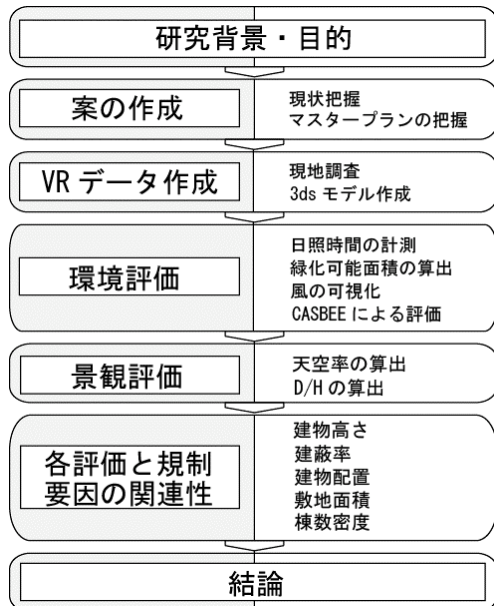 研究背景・目的
案の作成
現状把握
マスタープランの把握
VR データ作成
現地調査
3ds モデル作成
環境評価
日照時間の計測
緑化可能面積の算出
風の可視化
CASBEE による評価
景観評価
天空率の算出
D/H の算出
各評価と規制
要因の関連性
建物高さ
建蔽率
建物配置
敷地面積
棟数密度
結論